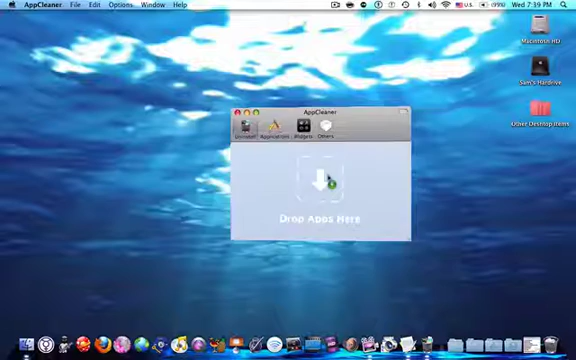 AppCleaner File Edit Options Window Help
U.S. (99%) Wed 7:39 PM
Macintosh HD
Sam's Hardrive
Other Desktop Items
AppCleaner
Uninstall Applications Widgets Others
Drop Apps Here